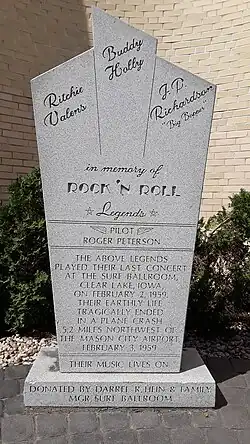 Buddy
Holly
Ritchie
Valens
J. P.
Richardson
"Big Bopper"
in memory of
ROCK 'N ROLL
Legends
PILOT
ROGER PETERSON
THE ABOVE LEGENDS
PLAYED THEIR LAST CONCERT
AT THE SURF BALLROOM,
CLEAR LAKE, IOWA
ON FEBRUARY 2, 1959.
THEIR EARTHLY LIFE
TRAGICALLY ENDED
IN A PLANE CRASH
5.2 MILES NORTHWEST OF
THE MASON CITY AIRPORT
FEBRUARY 3, 1959.
THEIR MUSIC LIVES ON
DONATED BY DARREL R. HEIN & FAMILY
MGR SURF BALLROOM